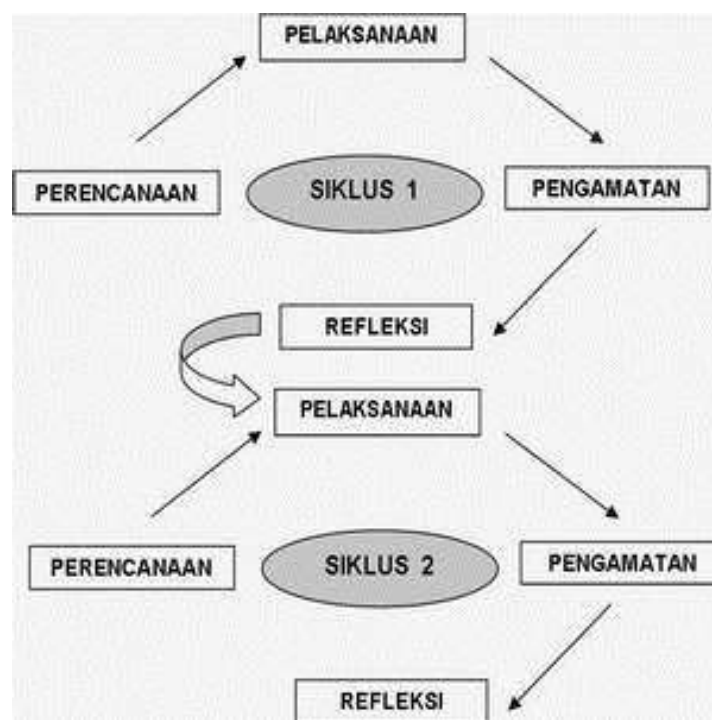 PELAKSANAAN
PERENCANAAN
SIKLUS 1
PENGAMATAN
REFLEKSI
PELAKSANAAN
PERENCANAAN
SIKLUS 2
PENGAMATAN
REFLEKSI